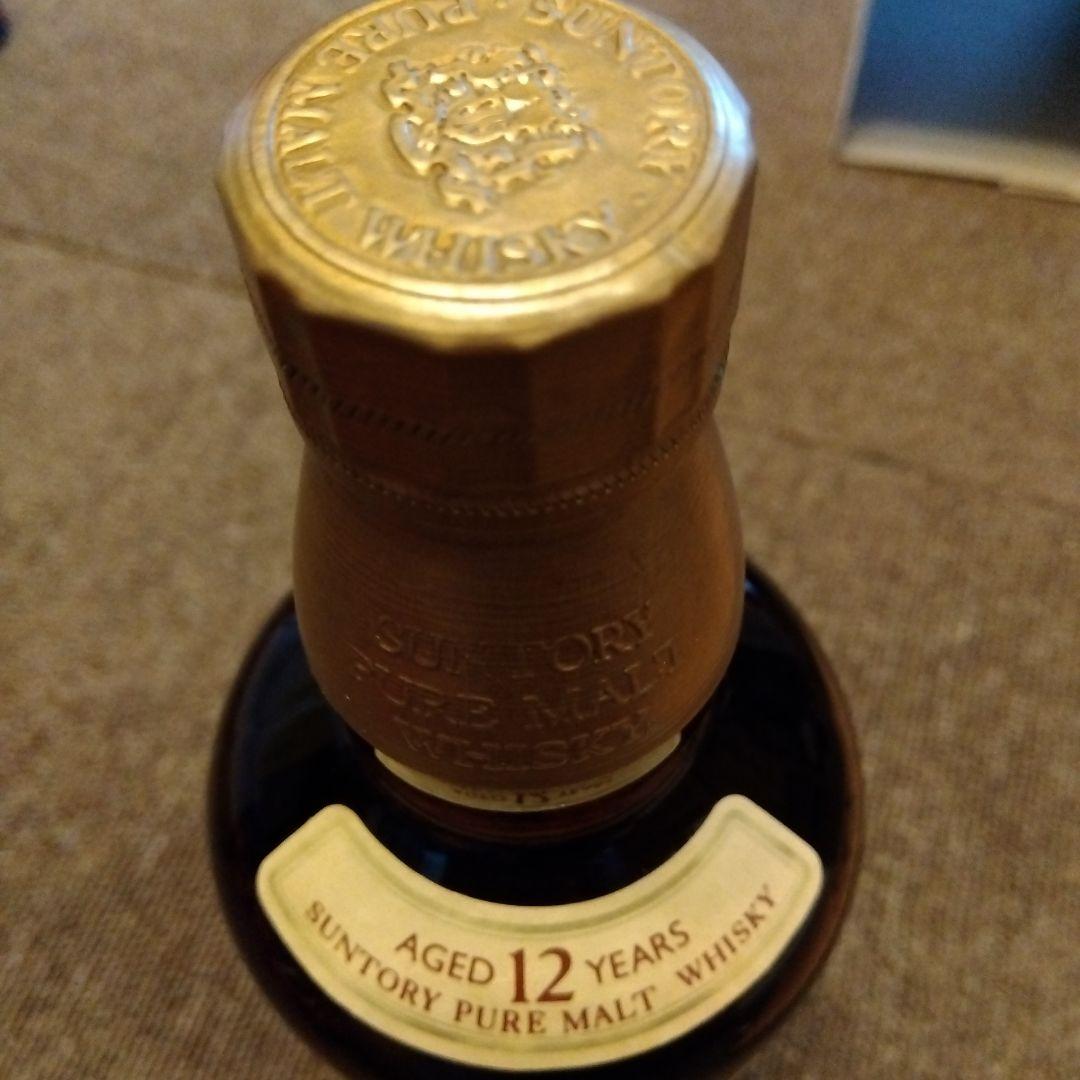 SUNTORY · PURE MALT WHISKY ·
SUNTORY
PURE MALT
WHISKY
AGED 12 YEARS
SUNTORY PURE MALT WHISKY